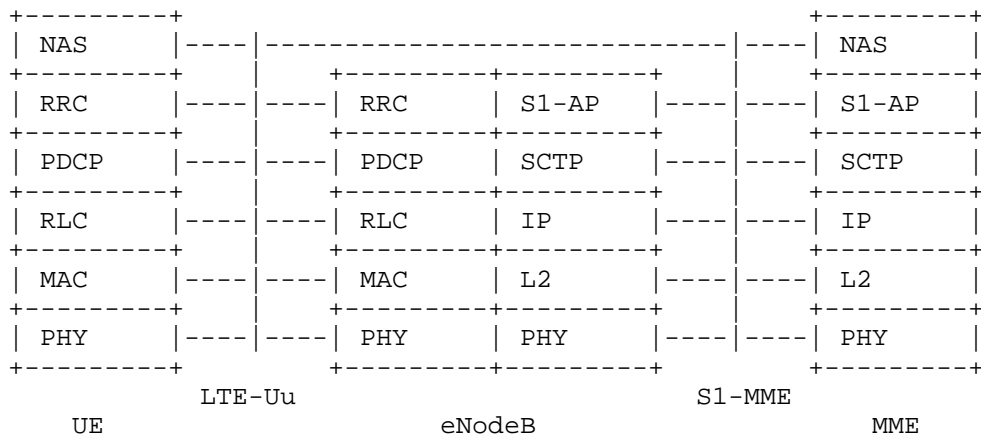 NAS NAS
RRC RRC S1-AP S1-AP
PDCP PDCP SCTP SCTP
RLC RLC IP IP
MAC MAC L2 L2
PHY PHY PHY PHY
LTE-Uu S1-MME
UE eNodeB MME